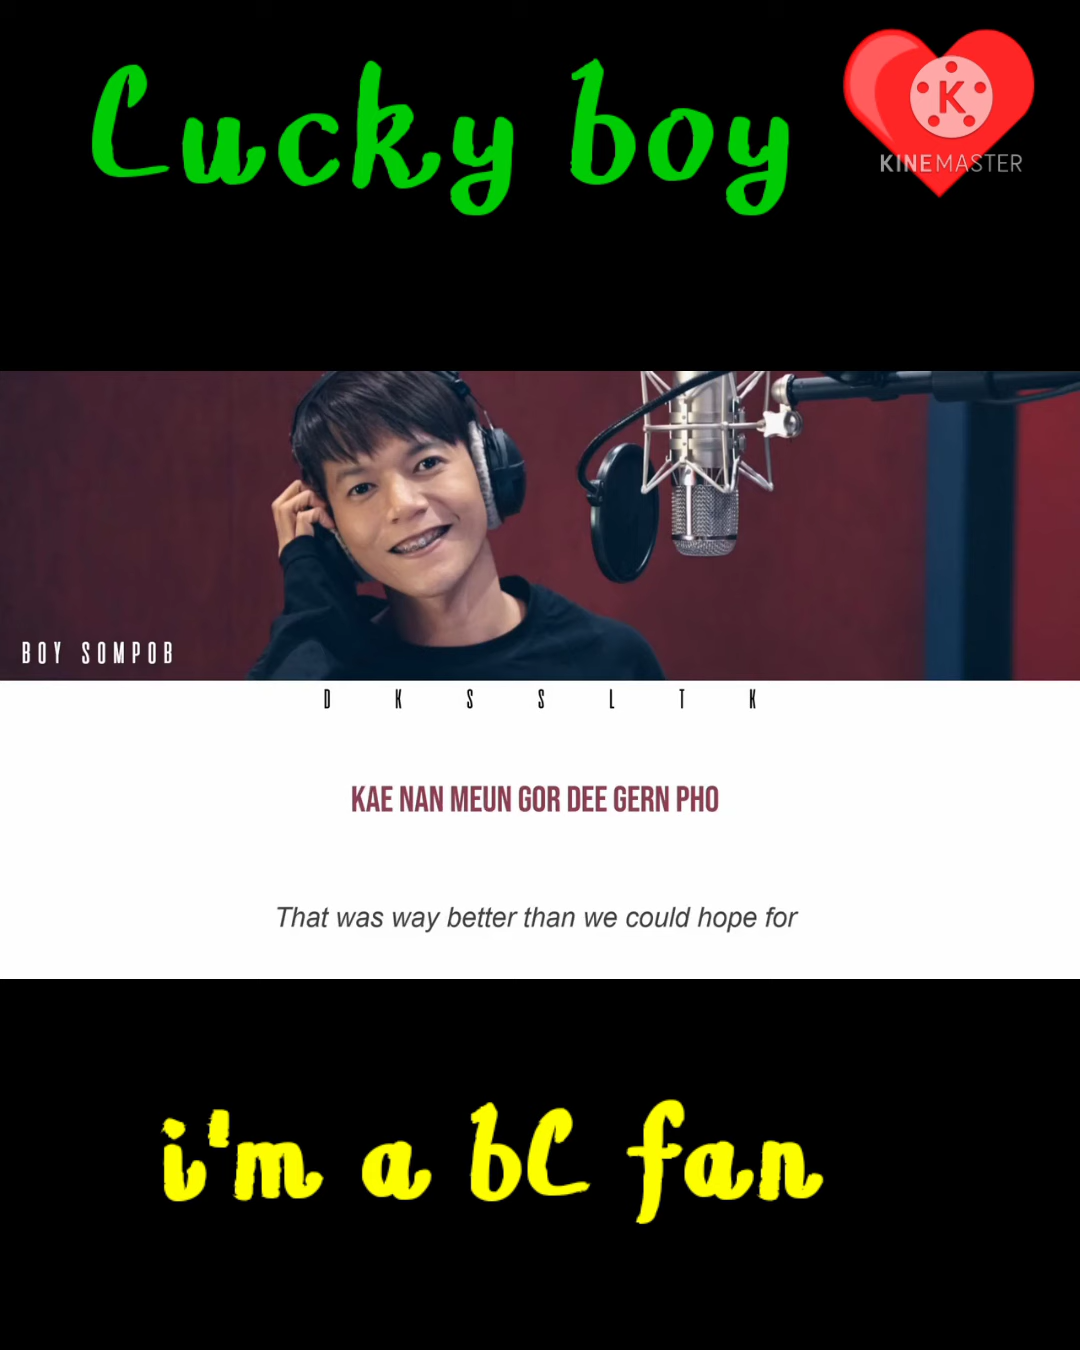 Lucky boy
K
KINEMASTER
BOY SOMPOB
D K S S L T K
KAE NAN MEUN GOR DEE GERN PHO
That was way better than we could hope for
i'm a bC fan